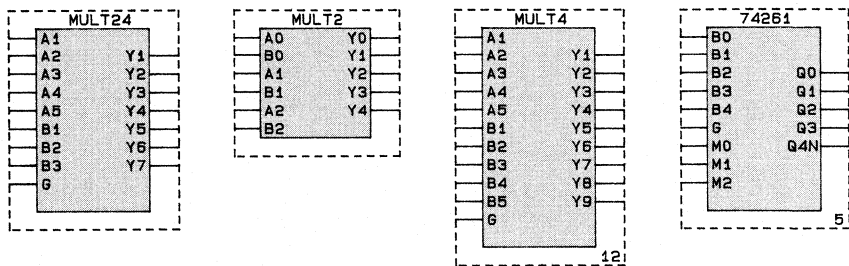 MULT24
A1
A2 Y1
A3 Y2
A4 Y3
A5 Y4
B1 Y5
B2 Y6
B3 Y7
G
MULT2
A0 Y0
B0 Y1
A1 Y2
B1 Y3
A2 Y4
B2
MULT4
A1
A2 Y1
A3 Y2
A4 Y3
A5 Y4
B1 Y5
B2 Y6
B3 Y7
B4 Y8
B5 Y9
G
12
74261
B0
B1
B2 Q0
B3 Q1
B4 Q2
G Q3
M0 Q4N
M1
M2
5